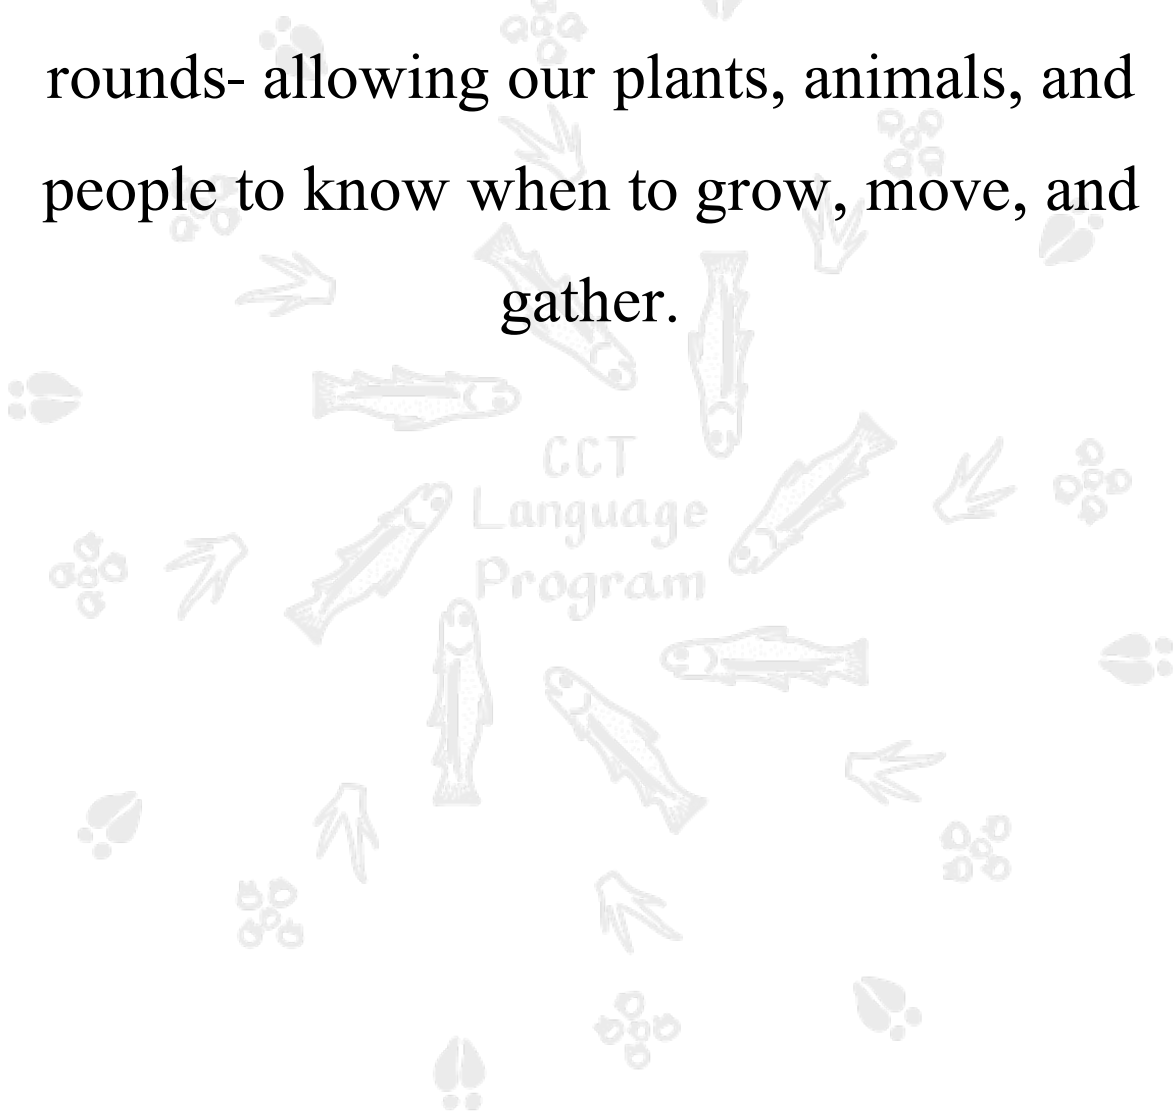 rounds- allowing our plants, animals, and
people to know when to grow, move, and
gather.
CCT
Language
Program